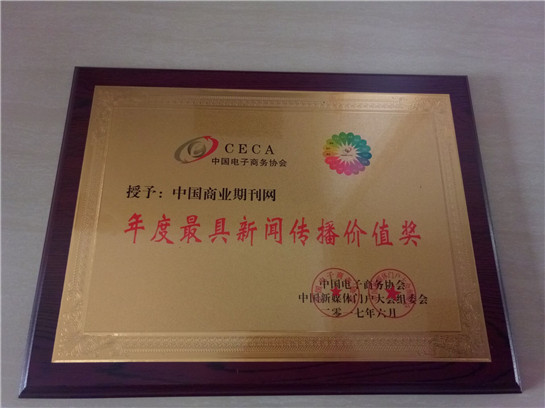 CECA
中国电子商务协会
授予：中国商业期刊网
年度最具新闻传播价值奖
中国电子商务协会
中国新媒体门户大会组委会
二零一七年六月